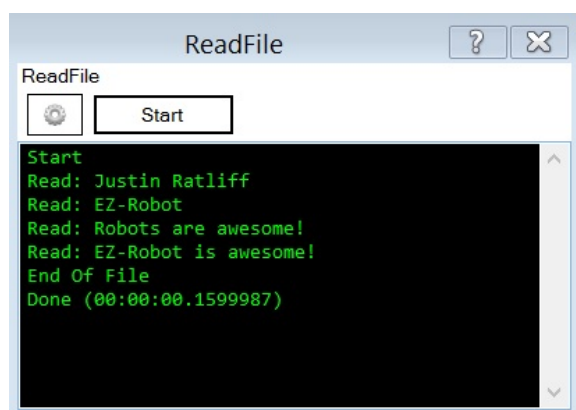 ReadFile
?
ReadFile
Start
Start
Read: Justin Ratliff
Read: EZ-Robot
Read: Robots are awesome!
Read: EZ-Robot is awesome!
End Of File
Done (00:00:00.1599987)